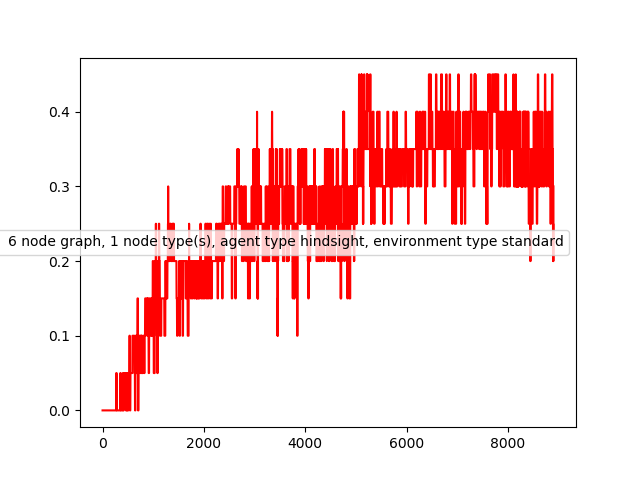 0.4
0.3
6 node graph, 1 node type(s), agent type hindsight, environment type standard
0.2
0.1
0.0
0 2000 4000 6000 8000